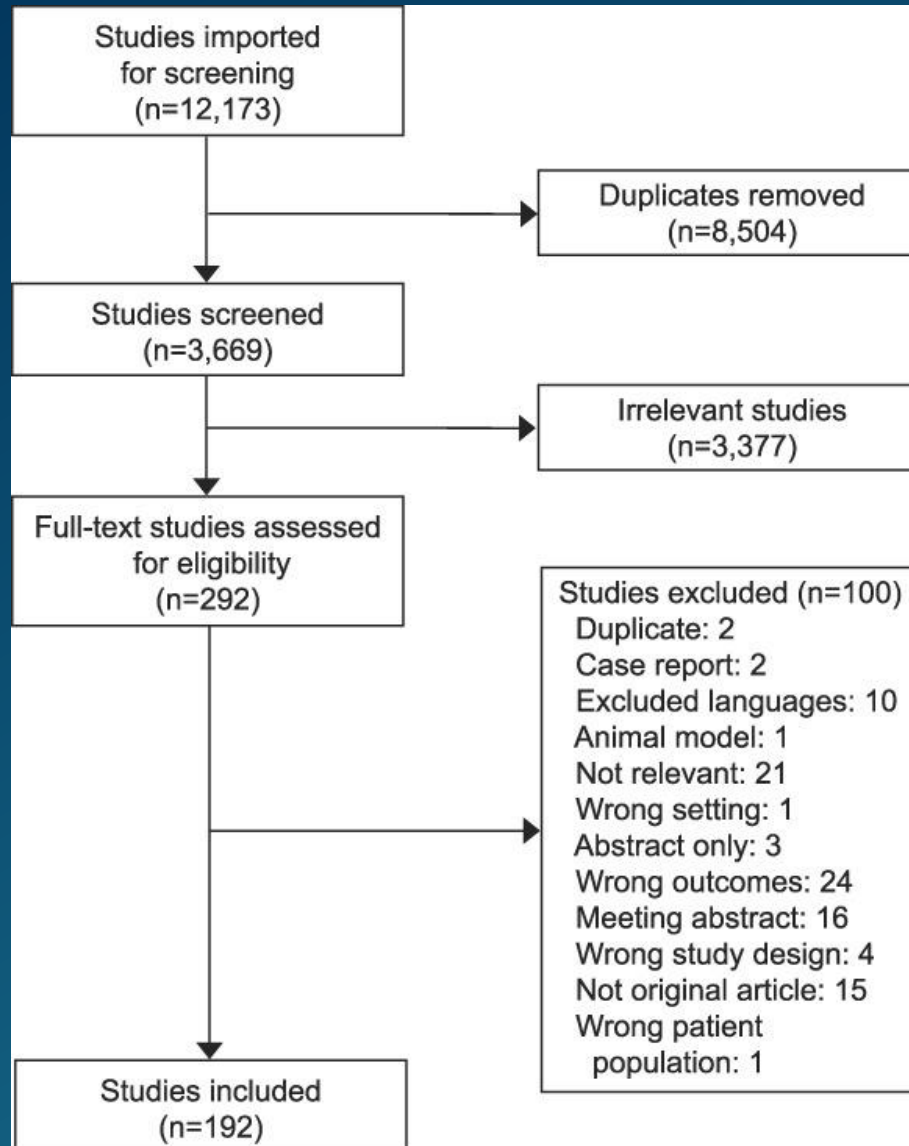 Studies imported
for screening
(n=12,173)
Duplicates removed
(n=8,504)
Studies screened
(n=3,669)
Irrelevant studies
(n=3,377)
Full-text studies assessed
for eligibility
(n=292)
Studies excluded (n=100)
Duplicate: 2
Case report: 2
Excluded languages: 10
Animal model: 1
Not relevant: 21
Wrong setting: 1
Abstract only: 3
Wrong outcomes: 24
Meeting abstract: 16
Wrong study design: 4
Not original article: 15
Wrong patient
population: 1
Studies included
(n=192)